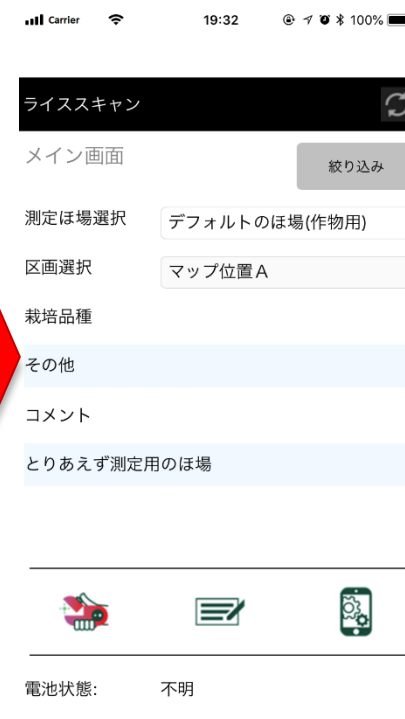 Carrier 19:32 100%
ライススキャン
メイン画面 絞り込み
測定ほ場選択 デフォルトのほ場(作物用)
区画選択 マップ位置A
栽培品種
その他
コメント
とりあえず測定用のほ場
電池状態: 不明